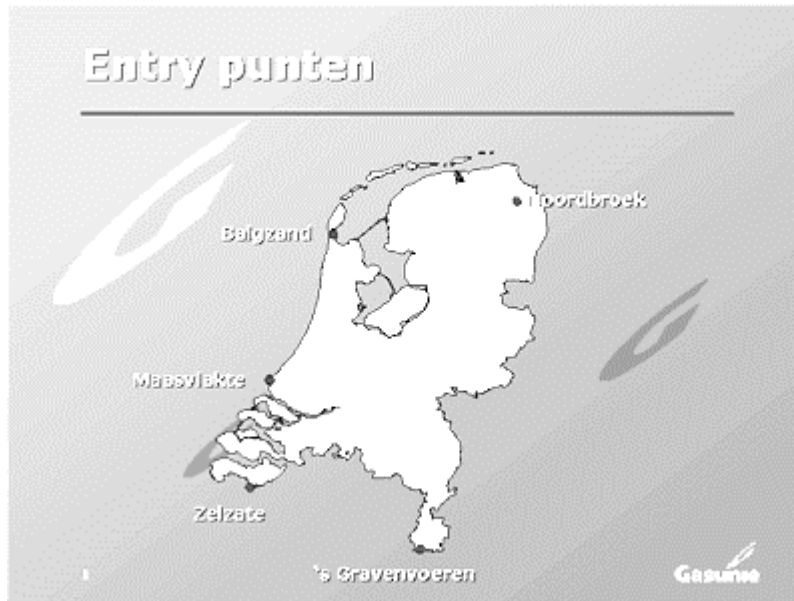 Entry punten
Noordbroek
Balgzand
Maasvlakte
Zelzate
's Gravenvoeren
Gasunie